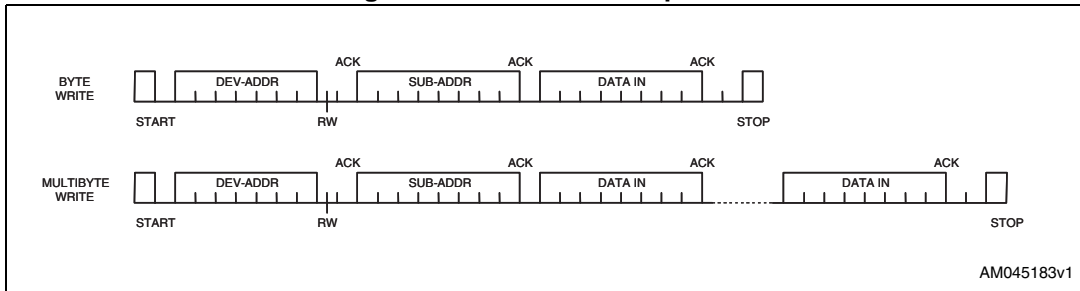 ACK ACK ACK
BYTE WRITE DEV-ADDR SUB-ADDR DATA IN
START RW STOP
ACK ACK ACK ACK
MULTIBYTE WRITE DEV-ADDR SUB-ADDR DATA IN DATA IN
START RW STOP
AM045183v1